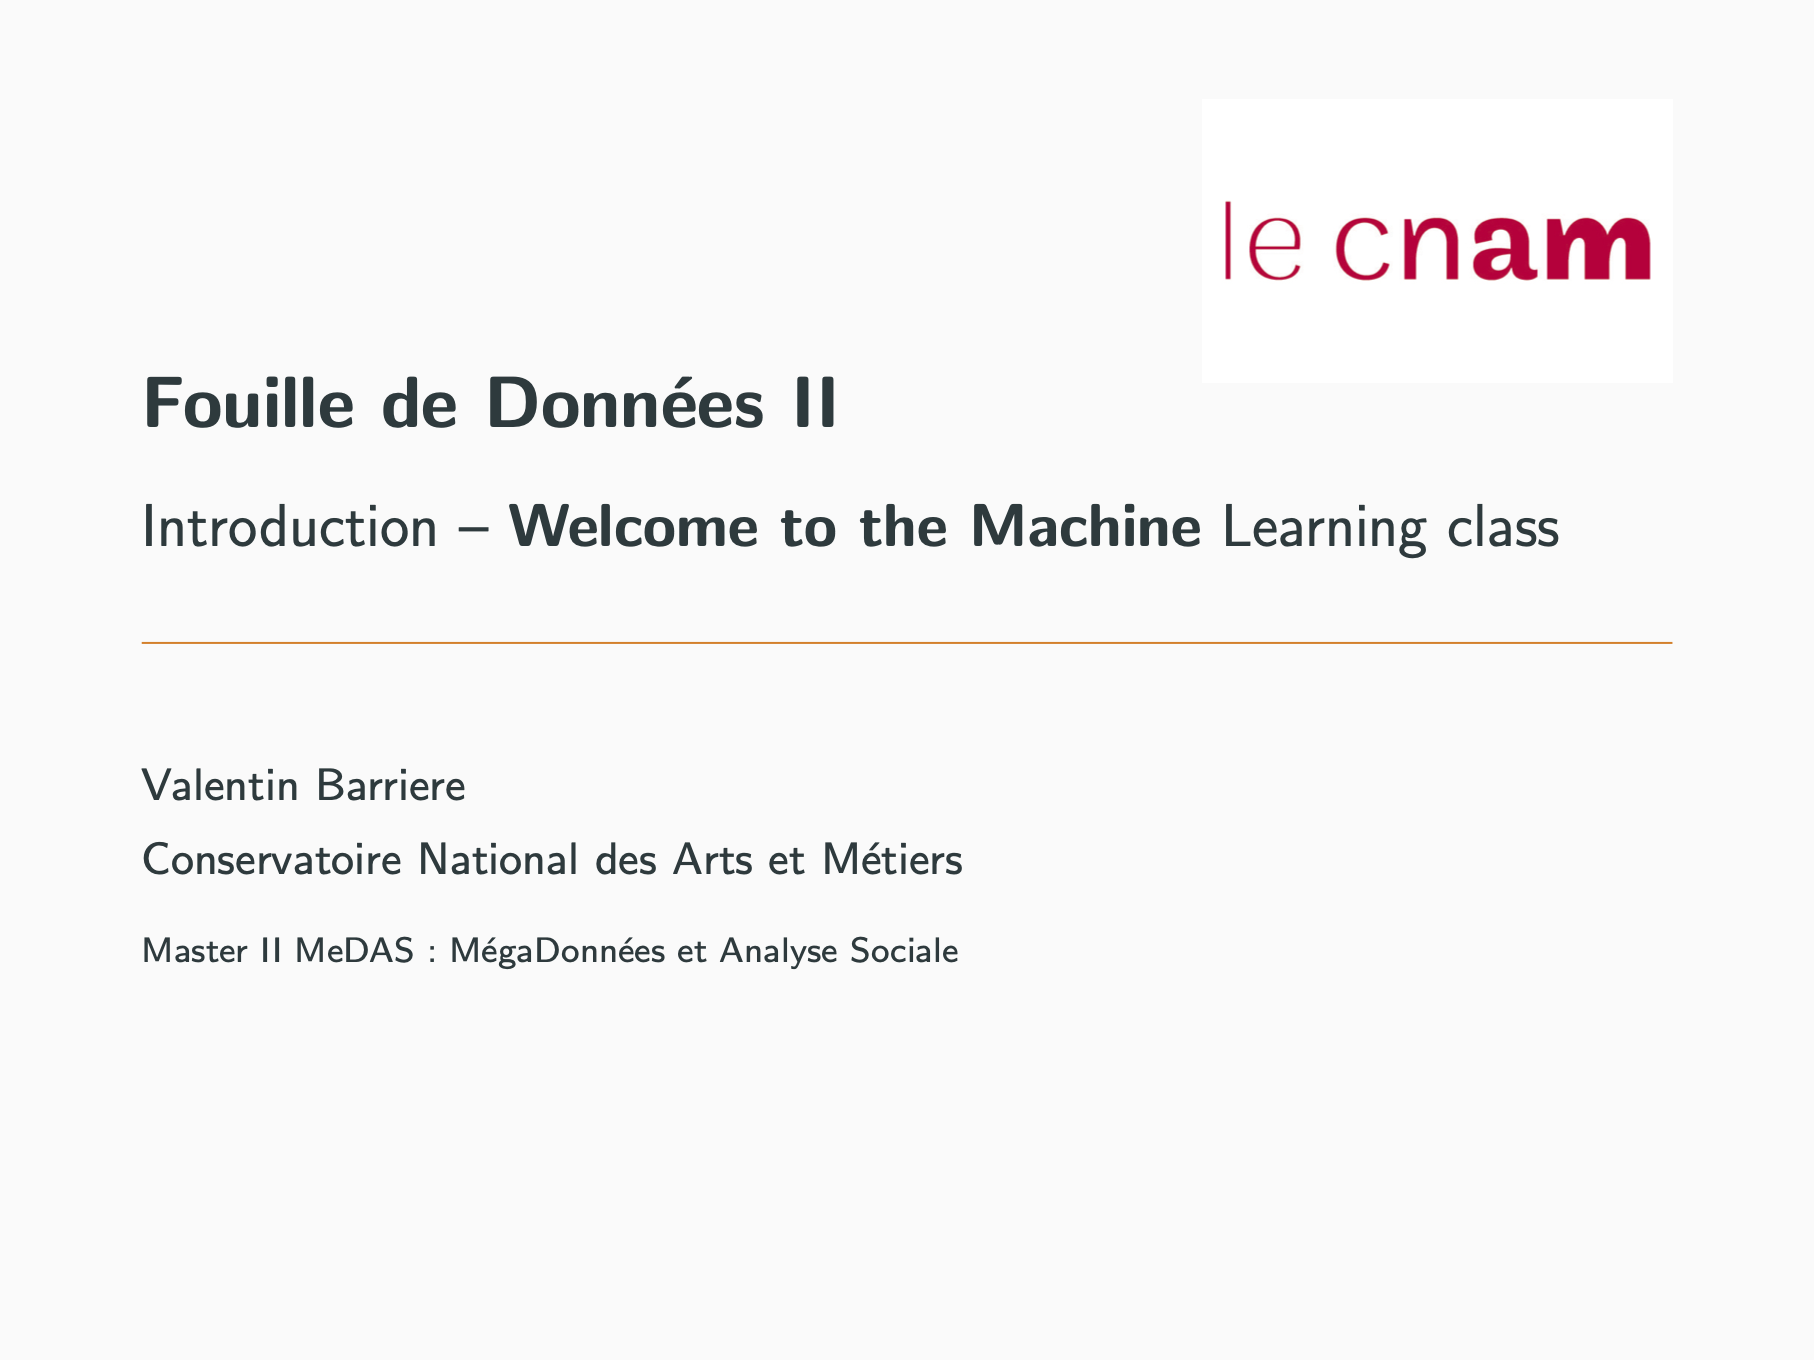 le cnam
Fouille de Données II
Introduction – Welcome to the Machine Learning class
Valentin Barriere
Conservatoire National des Arts et Métiers
Master II MeDAS : MégaDonnées et Analyse Sociale